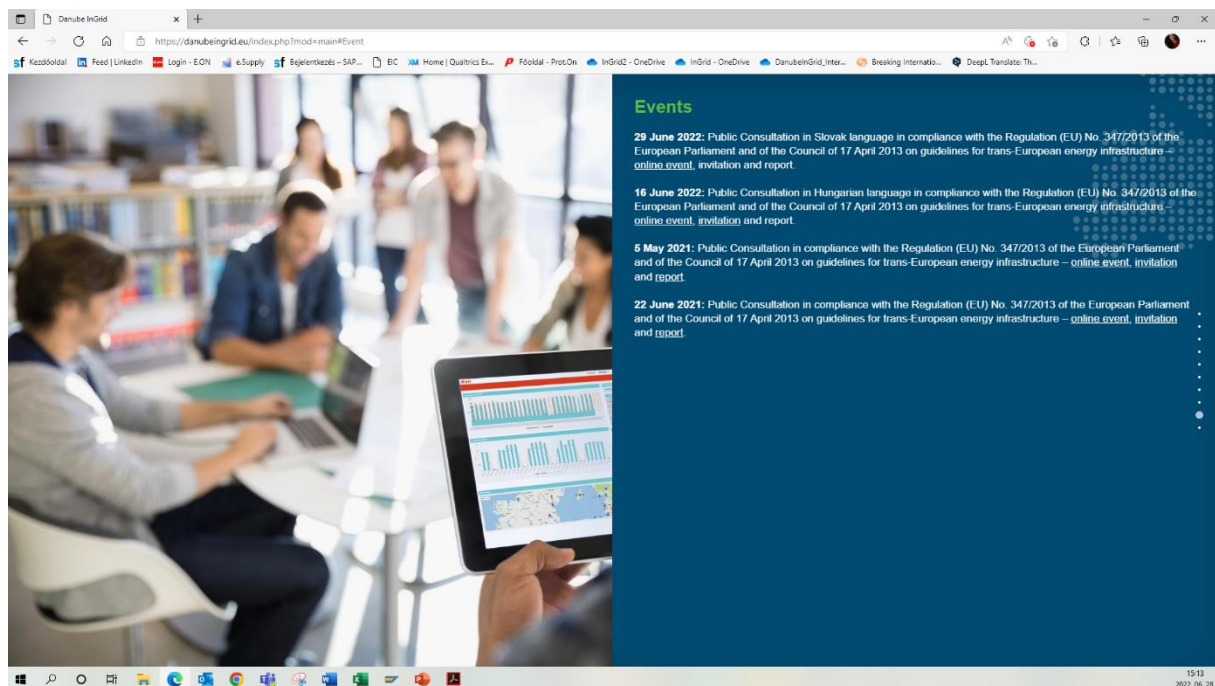 Danube InGrid
https://danubeingrid.eu/index.php?mod=main#Event
Kezdőoldal
Feed | LinkedIn
Login - E.ON
e.Supply
Bejelentkezés – SAP...
EIC
Home | Qualtrics Ex...
Főoldal - Prot.On
InGrid2 - OneDrive
InGrid - OneDrive
DanubeInGrid_Inter...
Breaking Internatio...
DeepL Translate: Th...
Events
29 June 2022: Public Consultation in Slovak language in compliance with the Regulation (EU) No. 347/2013 of the
European Parliament and of the Council of 17 April 2013 on guidelines for trans-European energy infrastructure –
online event, invitation and report.
16 June 2022: Public Consultation in Hungarian language in compliance with the Regulation (EU) No. 347/2013 of the
European Parliament and of the Council of 17 April 2013 on guidelines for trans-European energy infrastructure –
online event, invitation and report.
5 May 2021: Public Consultation in compliance with the Regulation (EU) No. 347/2013 of the European Parliament
and of the Council of 17 April 2013 on guidelines for trans-European energy infrastructure – online event, invitation
and report.
22 June 2021: Public Consultation in compliance with the Regulation (EU) No. 347/2013 of the European Parliament
and of the Council of 17 April 2013 on guidelines for trans-European energy infrastructure – online event, invitation
and report.
15:13
2022. 06. 28.